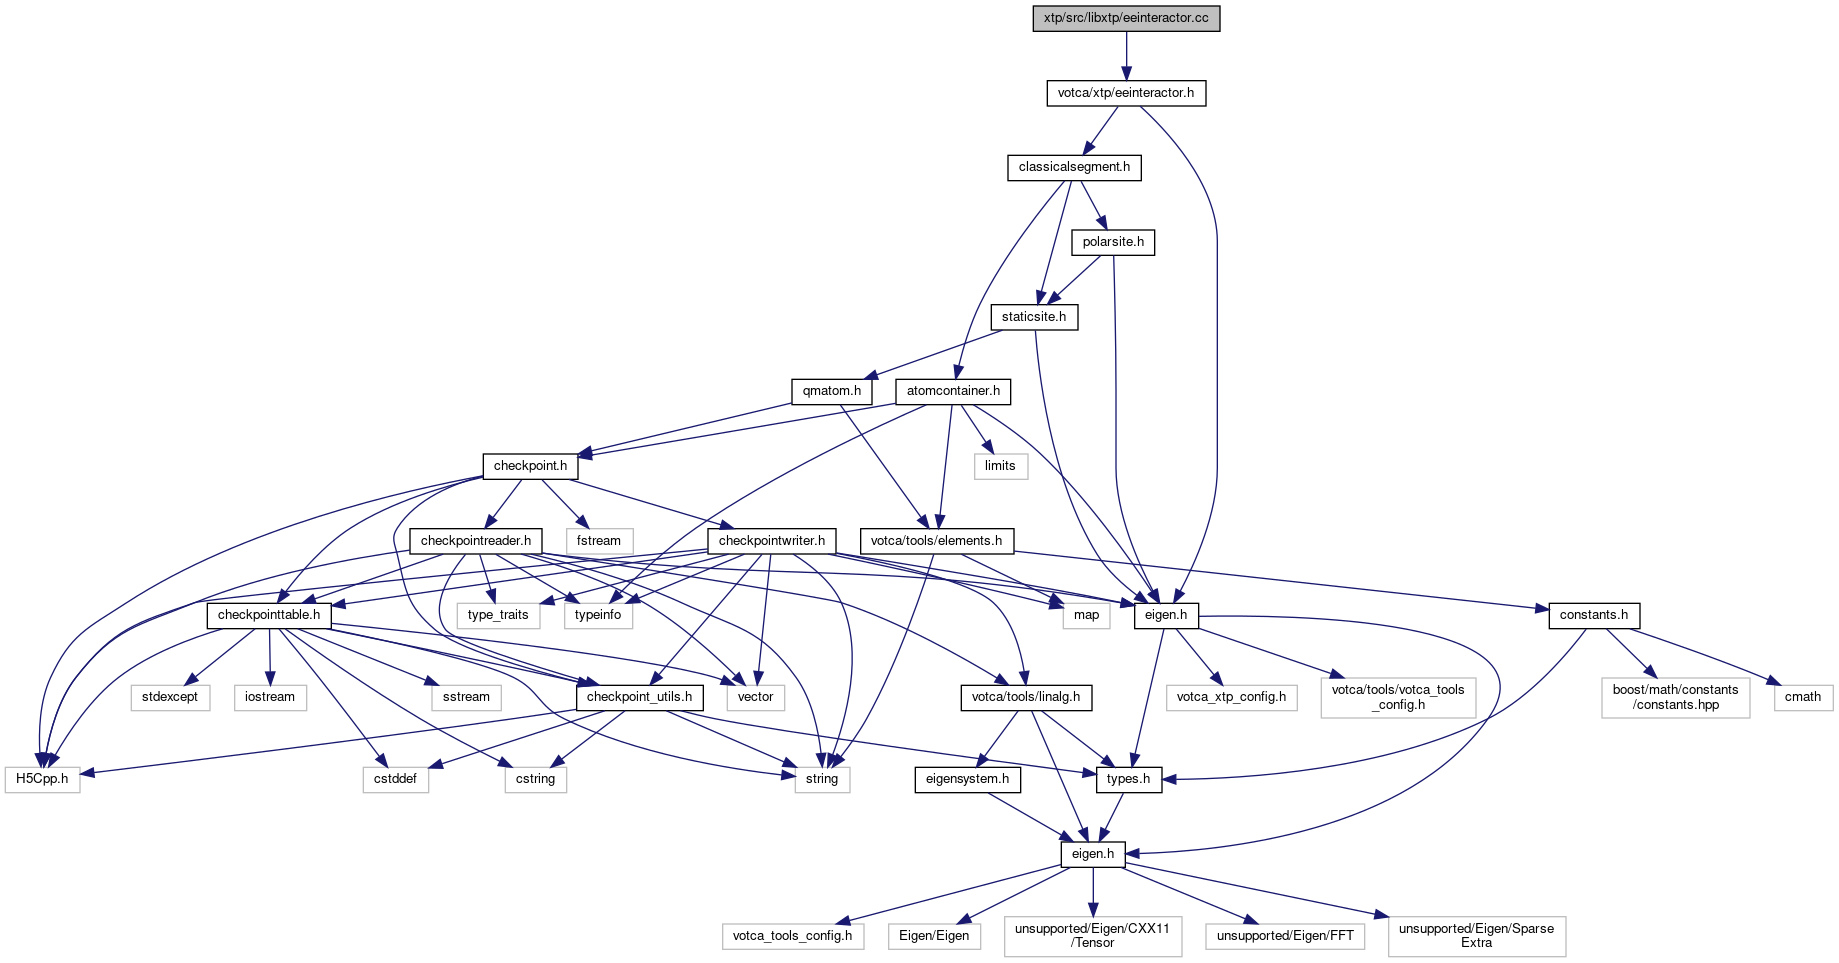 xtp/src/libxtp/eeinteractor.cc
votca/xtp/eeinteractor.h
classicalsegment.h
polarsite.h
staticsite.h
qmatom.h
atomcontainer.h
checkpoint.h
limits
checkpointreader.h
fstream
checkpointwriter.h
votca/tools/elements.h
checkpointtable.h
type_traits
typeinfo
map
eigen.h
constants.h
stdexcept
iostream
sstream
checkpoint_utils.h
vector
votca/tools/linalg.h
votca_xtp_config.h
votca/tools/votca_tools
_config.h
boost/math/constants
/constants.hpp
cmath
H5Cpp.h
cstddef
cstring
string
eigensystem.h
types.h
eigen.h
votca_tools_config.h
Eigen/Eigen
unsupported/Eigen/CXX11
/Tensor
unsupported/Eigen/FFT
unsupported/Eigen/Sparse
Extra